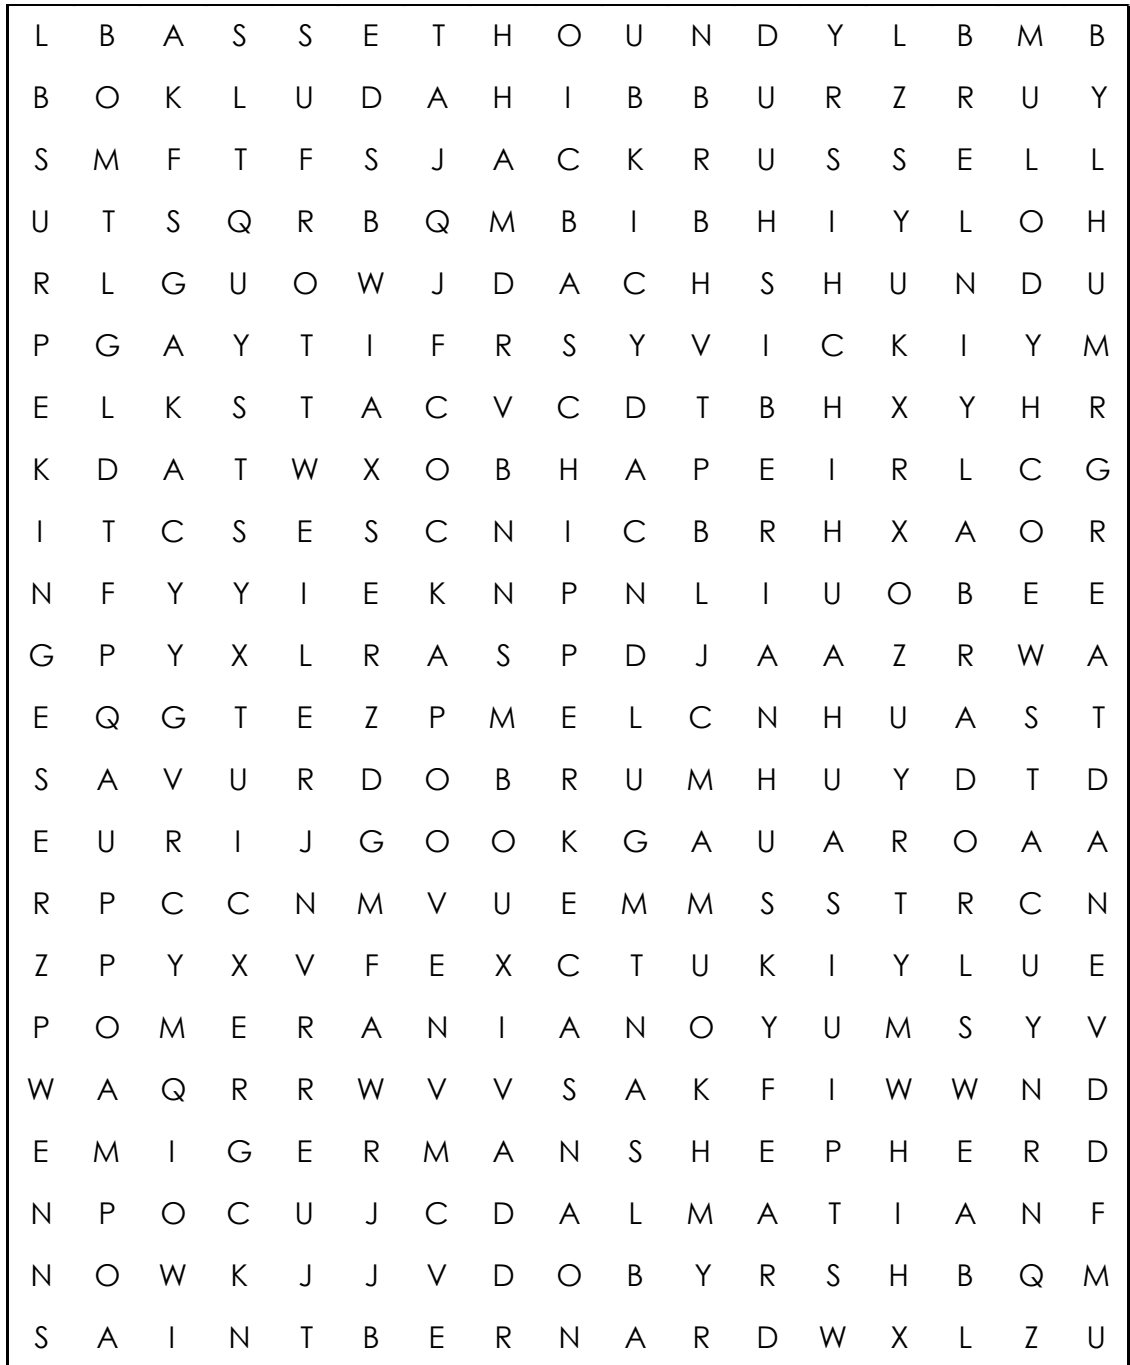 L B A S S E T H O U N D Y L B M B
B O K L U D A H I B B U R Z R U Y
S M F T F S J A C K R U S S E L L
U T S Q R B Q M B I B H I Y L O H
R L G U O W J D A C H S H U N D U
P G A Y T I F R S Y V I C K I Y M
E L K S T A C V C D T B H X Y H R
K D A T W X O B H A P E I R L C G
I T C S E S C N I C B R H X A O R
N F Y Y I E K N P N L I U O B E E
G P Y X L R A S P D J A A Z R W A
E Q G T E Z P M E L C N H U A S T
S A V U R D O B R U M H U Y D T D
E U R I J G O O K G A U A R O A A
R P C C N M V U E M M S S T R C N
Z P Y X V F E X C T U K I Y L U E
P O M E R A N I A N O Y U M S Y V
W A Q R R W V V S A K F I W W N D
E M I G E R M A N S H E P H E R D
N P O C U J C D A L M A T I A N F
N O W K J J V D O B Y R S H B Q M
S A I N T B E R N A R D W X L Z U